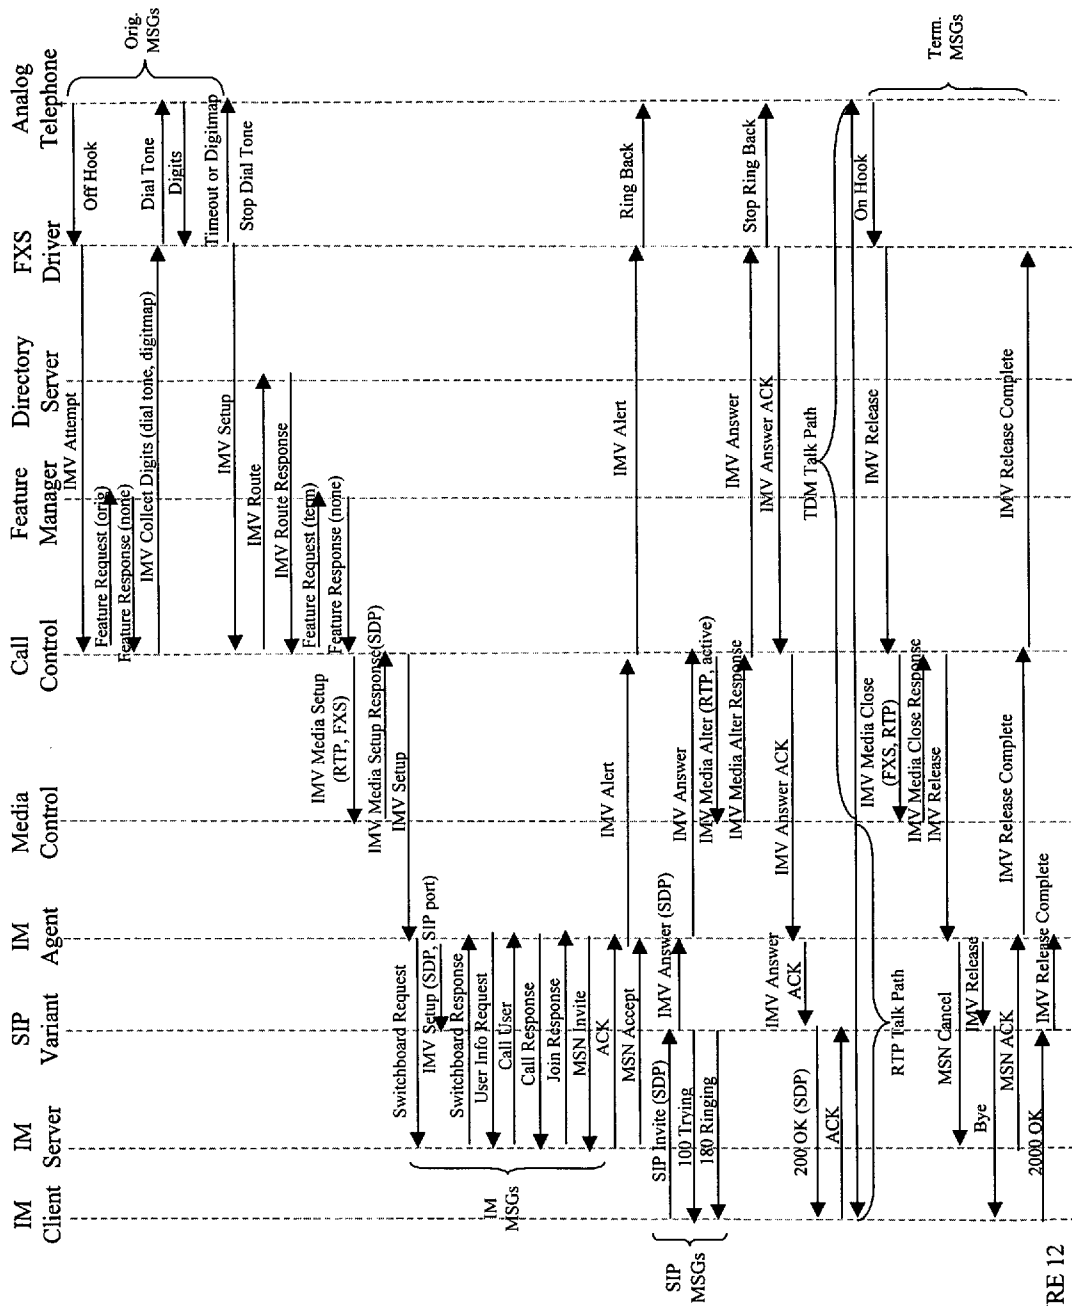 IM
Client
IM
Server
SIP
Variant
IM
Agent
Media
Control
Call
Control
Feature
Manager
Directory
Server
FXS
Driver
Analog
Telephone
Orig.
MSGs
Off Hook
IMV Attempt
Feature Request (orig)
Feature Response (none)
IMV Collect Digits (dial tone, digitmap)
Dial Tone
Digits
Timeout or Digitmap
Stop Dial Tone
IMV Setup
IMV Route
IMV Route Response
Feature Request (term)
Feature Response (none)
IMV Media Setup
(RTP, FXS)
IMV Media Setup Response(SDP)
IMV Setup
Switchboard Request
IMV Setup (SDP, SIP port)
Switchboard Response
User Info Request
Call User
Call Response
Join Response
MSN Invite
ACK
MSN Accept
IM
MSGs
IMV Alert
IMV Alert
Ring Back
SIP Invite (SDP)
IMV Answer (SDP)
100 Trying
180 Ringing
SIP
MSGs
IMV Answer
IMV Media Alter (RTP, active)
IMV Media Alter Response
IMV Answer
Stop Ring Back
IMV Answer ACK
IMV Answer ACK
IMV Answer
ACK
200 OK (SDP)
ACK
TDM Talk Path
RTP Talk Path
On Hook
IMV Release
IMV Media Close
(FXS, RTP)
IMV Media Close Response
IMV Release
MSN Cancel
IMV Release
Bye
MSN ACK
IMV Release Complete
IMV Release Complete
2000 OK
IMV Release Complete
Term.
MSGs
RE 12